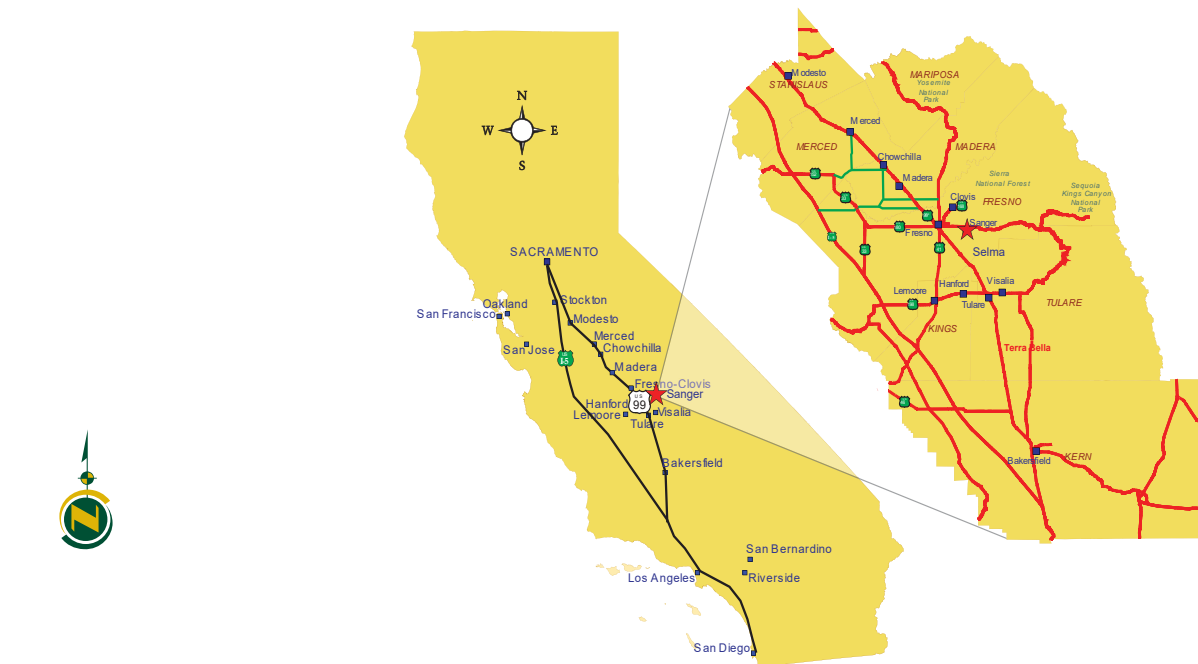 N
W E
S
SACRAMENTO
Stockton
Oakland
San Francisco
Modesto
Merced
San Jose
Chowchilla
US
I-5
Madera
Fresno-Clovis
Sanger
US
99
Hanford
Lemoore
Visalia
Tulare
Bakersfield
San Bernardino
Los Angeles
Riverside
San Diego
Modesto
STANISLAUS
MARIPOSA
Yosemite
National
Park
Merced
MERCED
MADERA
Chowchilla
Madera
Sierra
National Forest
Sequoia
Kings Canyon
National
Park
Clovis
FRESNO
Sanger
Fresno
Selma
Lemoore
Hanford
Visalia
Tulare
TULARE
KINGS
Terra Bella
Bakersfield
KERN
N